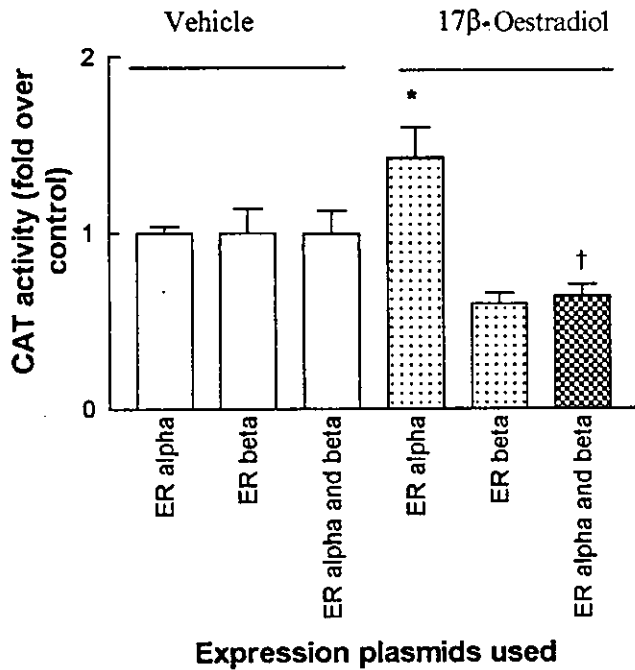 Vehicle
17β-Oestradiol
CAT activity (fold over
control)
2
1
0
*
†
ER alpha
ER beta
ER alpha and beta
ER alpha
ER beta
ER alpha and beta
Expression plasmids used